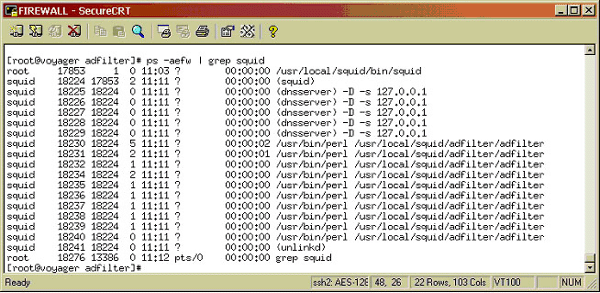 FIREWALL - SecureCRT
[root@voyager adfilter]# ps -aefw | grep squid
root 17853 1 0 11:03 ? 00:00:00 /usr/local/squid/bin/squid
squid 18224 17853 2 11:11 ? 00:00:00 (squid)
squid 18225 18224 0 11:11 ? 00:00:00 (dnsserver) -D -s 127.0.0.1
squid 18226 18224 0 11:11 ? 00:00:00 (dnsserver) -D -s 127.0.0.1
squid 18227 18224 0 11:11 ? 00:00:00 (dnsserver) -D -s 127.0.0.1
squid 18228 18224 0 11:11 ? 00:00:00 (dnsserver) -D -s 127.0.0.1
squid 18229 18224 0 11:11 ? 00:00:00 (dnsserver) -D -s 127.0.0.1
squid 18230 18224 5 11:11 ? 00:00:02 /usr/bin/perl /usr/local/squid/adfilter/adfilter
squid 18231 18224 2 11:11 ? 00:00:01 /usr/bin/perl /usr/local/squid/adfilter/adfilter
squid 18232 18224 1 11:11 ? 00:00:00 /usr/bin/perl /usr/local/squid/adfilter/adfilter
squid 18234 18224 2 11:11 ? 00:00:00 /usr/bin/perl /usr/local/squid/adfilter/adfilter
squid 18235 18224 1 11:11 ? 00:00:00 /usr/bin/perl /usr/local/squid/adfilter/adfilter
squid 18236 18224 1 11:11 ? 00:00:00 /usr/bin/perl /usr/local/squid/adfilter/adfilter
squid 18237 18224 1 11:11 ? 00:00:00 /usr/bin/perl /usr/local/squid/adfilter/adfilter
squid 18238 18224 1 11:11 ? 00:00:00 /usr/bin/perl /usr/local/squid/adfilter/adfilter
squid 18239 18224 1 11:11 ? 00:00:00 /usr/bin/perl /usr/local/squid/adfilter/adfilter
squid 18240 18224 0 11:11 ? 00:00:00 /usr/bin/perl /usr/local/squid/adfilter/adfilter
squid 18241 18224 0 11:11 ? 00:00:00 (unlinkd)
root 18276 13386 0 11:12 pts/0 00:00:00 grep squid
[root@voyager adfilter]#
Ready ssh2: AES-128 48, 26 22 Rows, 103 Cols VT100 NUM